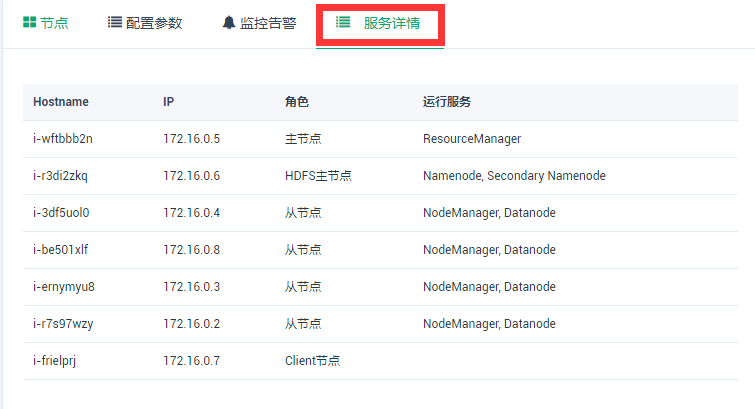 节点 配置参数 监控告警 服务详情
Hostname IP 角色 运行服务
i-wftbbb2n 172.16.0.5 主节点 ResourceManager
i-r3di2zkq 172.16.0.6 HDFS主节点 Namenode, Secondary Namenode
i-3df5uol0 172.16.0.4 从节点 NodeManager, Datanode
i-be501xlf 172.16.0.8 从节点 NodeManager, Datanode
i-ernymyu8 172.16.0.3 从节点 NodeManager, Datanode
i-r7s97wzy 172.16.0.2 从节点 NodeManager, Datanode
i-frielprj 172.16.0.7 Client节点